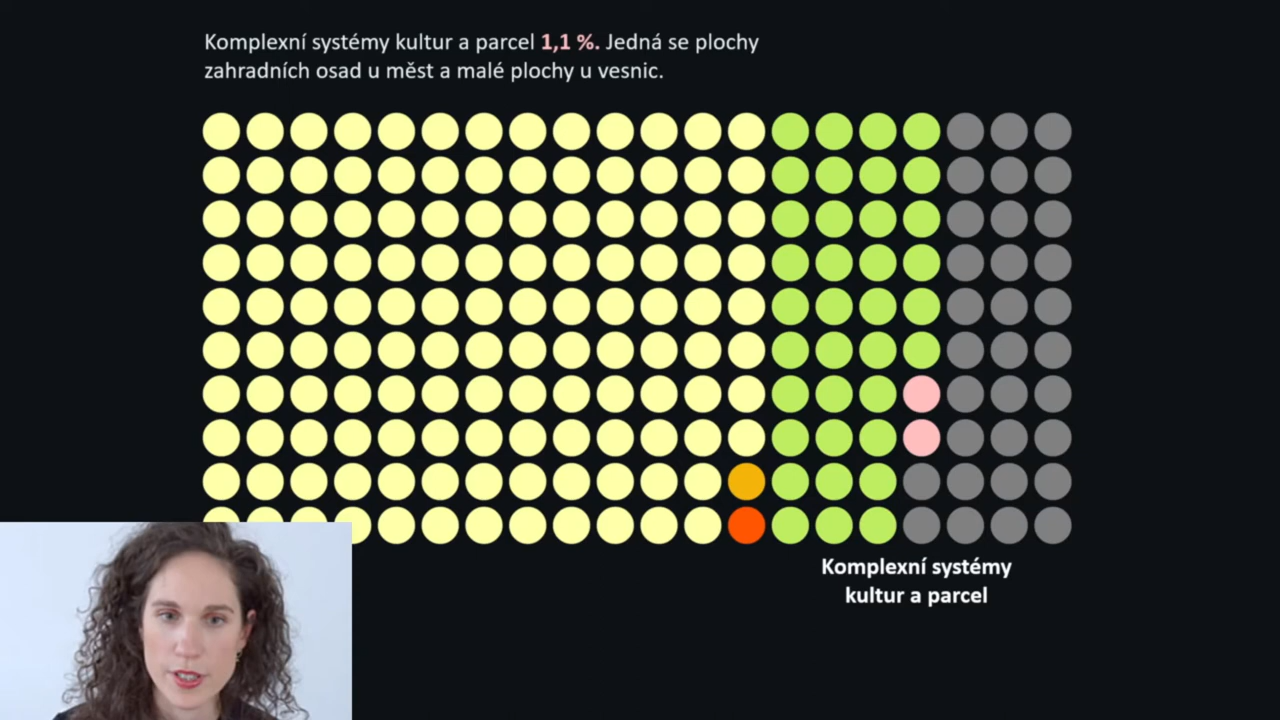 Komplexní systémy kultur a parcel 1,1 %. Jedná se plochy
zahradních osad u měst a malé plochy u vesnic.
Komplexní systémy
kultur a parcel